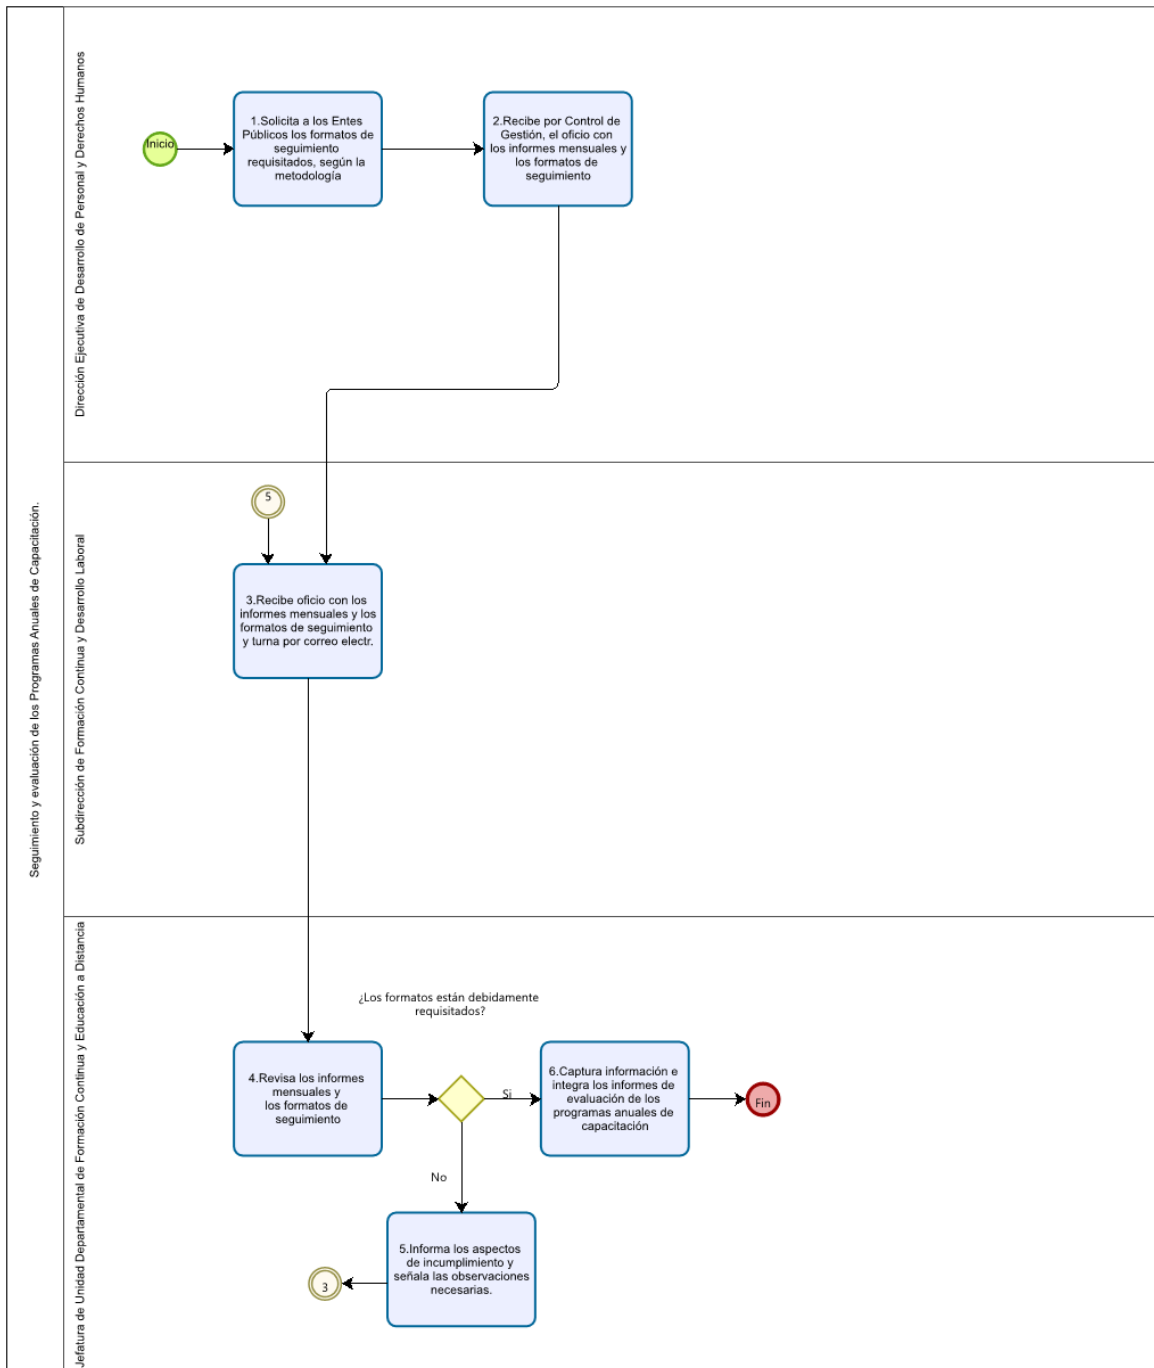 Seguimiento y evaluación de los Programas Anuales de Capacitación.
Dirección Ejecutiva de Desarrollo de Personal y Derechos Humanos
Inicio
1.Solicita a los Entes
Públicos los formatos de
seguimiento
requisitados, según la
metodología
2.Recibe por Control de
Gestión, el oficio con
los informes mensuales y
los formatos de
seguimiento
Subdirección de Formación Continua y Desarrollo Laboral
5
3.Recibe oficio con los
informes mensuales y los
formatos de seguimiento
y turna por correo electr.
Jefatura de Unidad Departamental de Formación Continua y Educación a Distancia
¿Los formatos están debidamente
requisitados?
4.Revisa los informes
mensuales y
los formatos de
seguimiento
Si
6.Captura información e
integra los informes de
evaluación de los
programas anuales de
capacitación
Fin
No
5.Informa los aspectos
de incumplimiento y
señala las observaciones
necesarias.
3